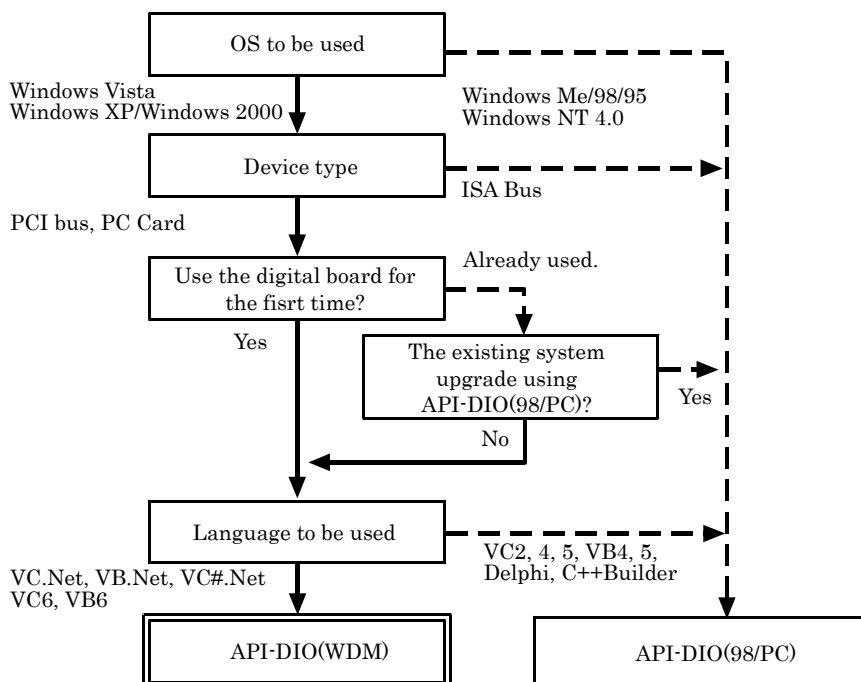 OS to be used
Windows Vista
Windows XP/Windows 2000
Windows Me/98/95
Windows NT 4.0
Device type
ISA Bus
PCI bus, PC Card
Use the digital board for
the fisrt time?
Already used.
Yes
The existing system
upgrade using
API-DIO(98/PC)?
Yes
No
Language to be used
VC2, 4, 5, VB4, 5,
Delphi, C++Builder
VC.Net, VB.Net, VC#.Net
VC6, VB6
API-DIO(WDM)
API-DIO(98/PC)